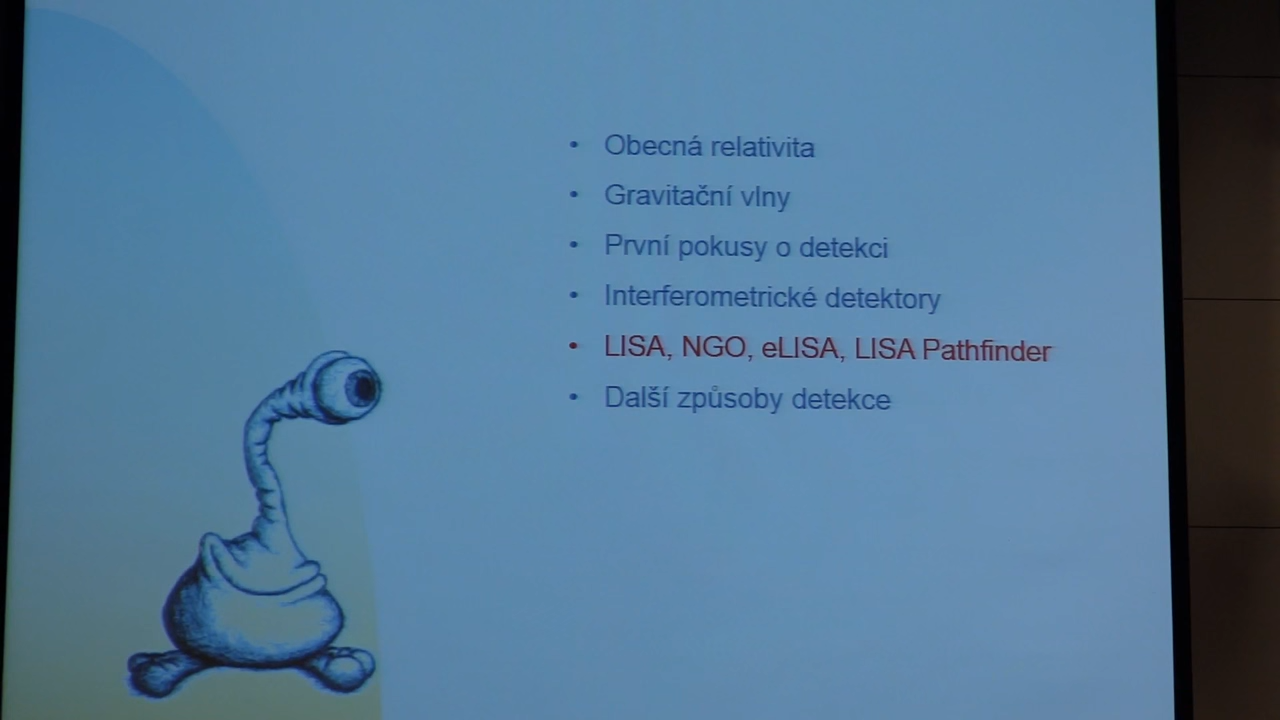 • Obecná relativita
• Gravitační vlny
• První pokusy o detekci
• Interferometrické detektory
• LISA, NGO, eLISA, LISA Pathfinder
• Další způsoby detekce